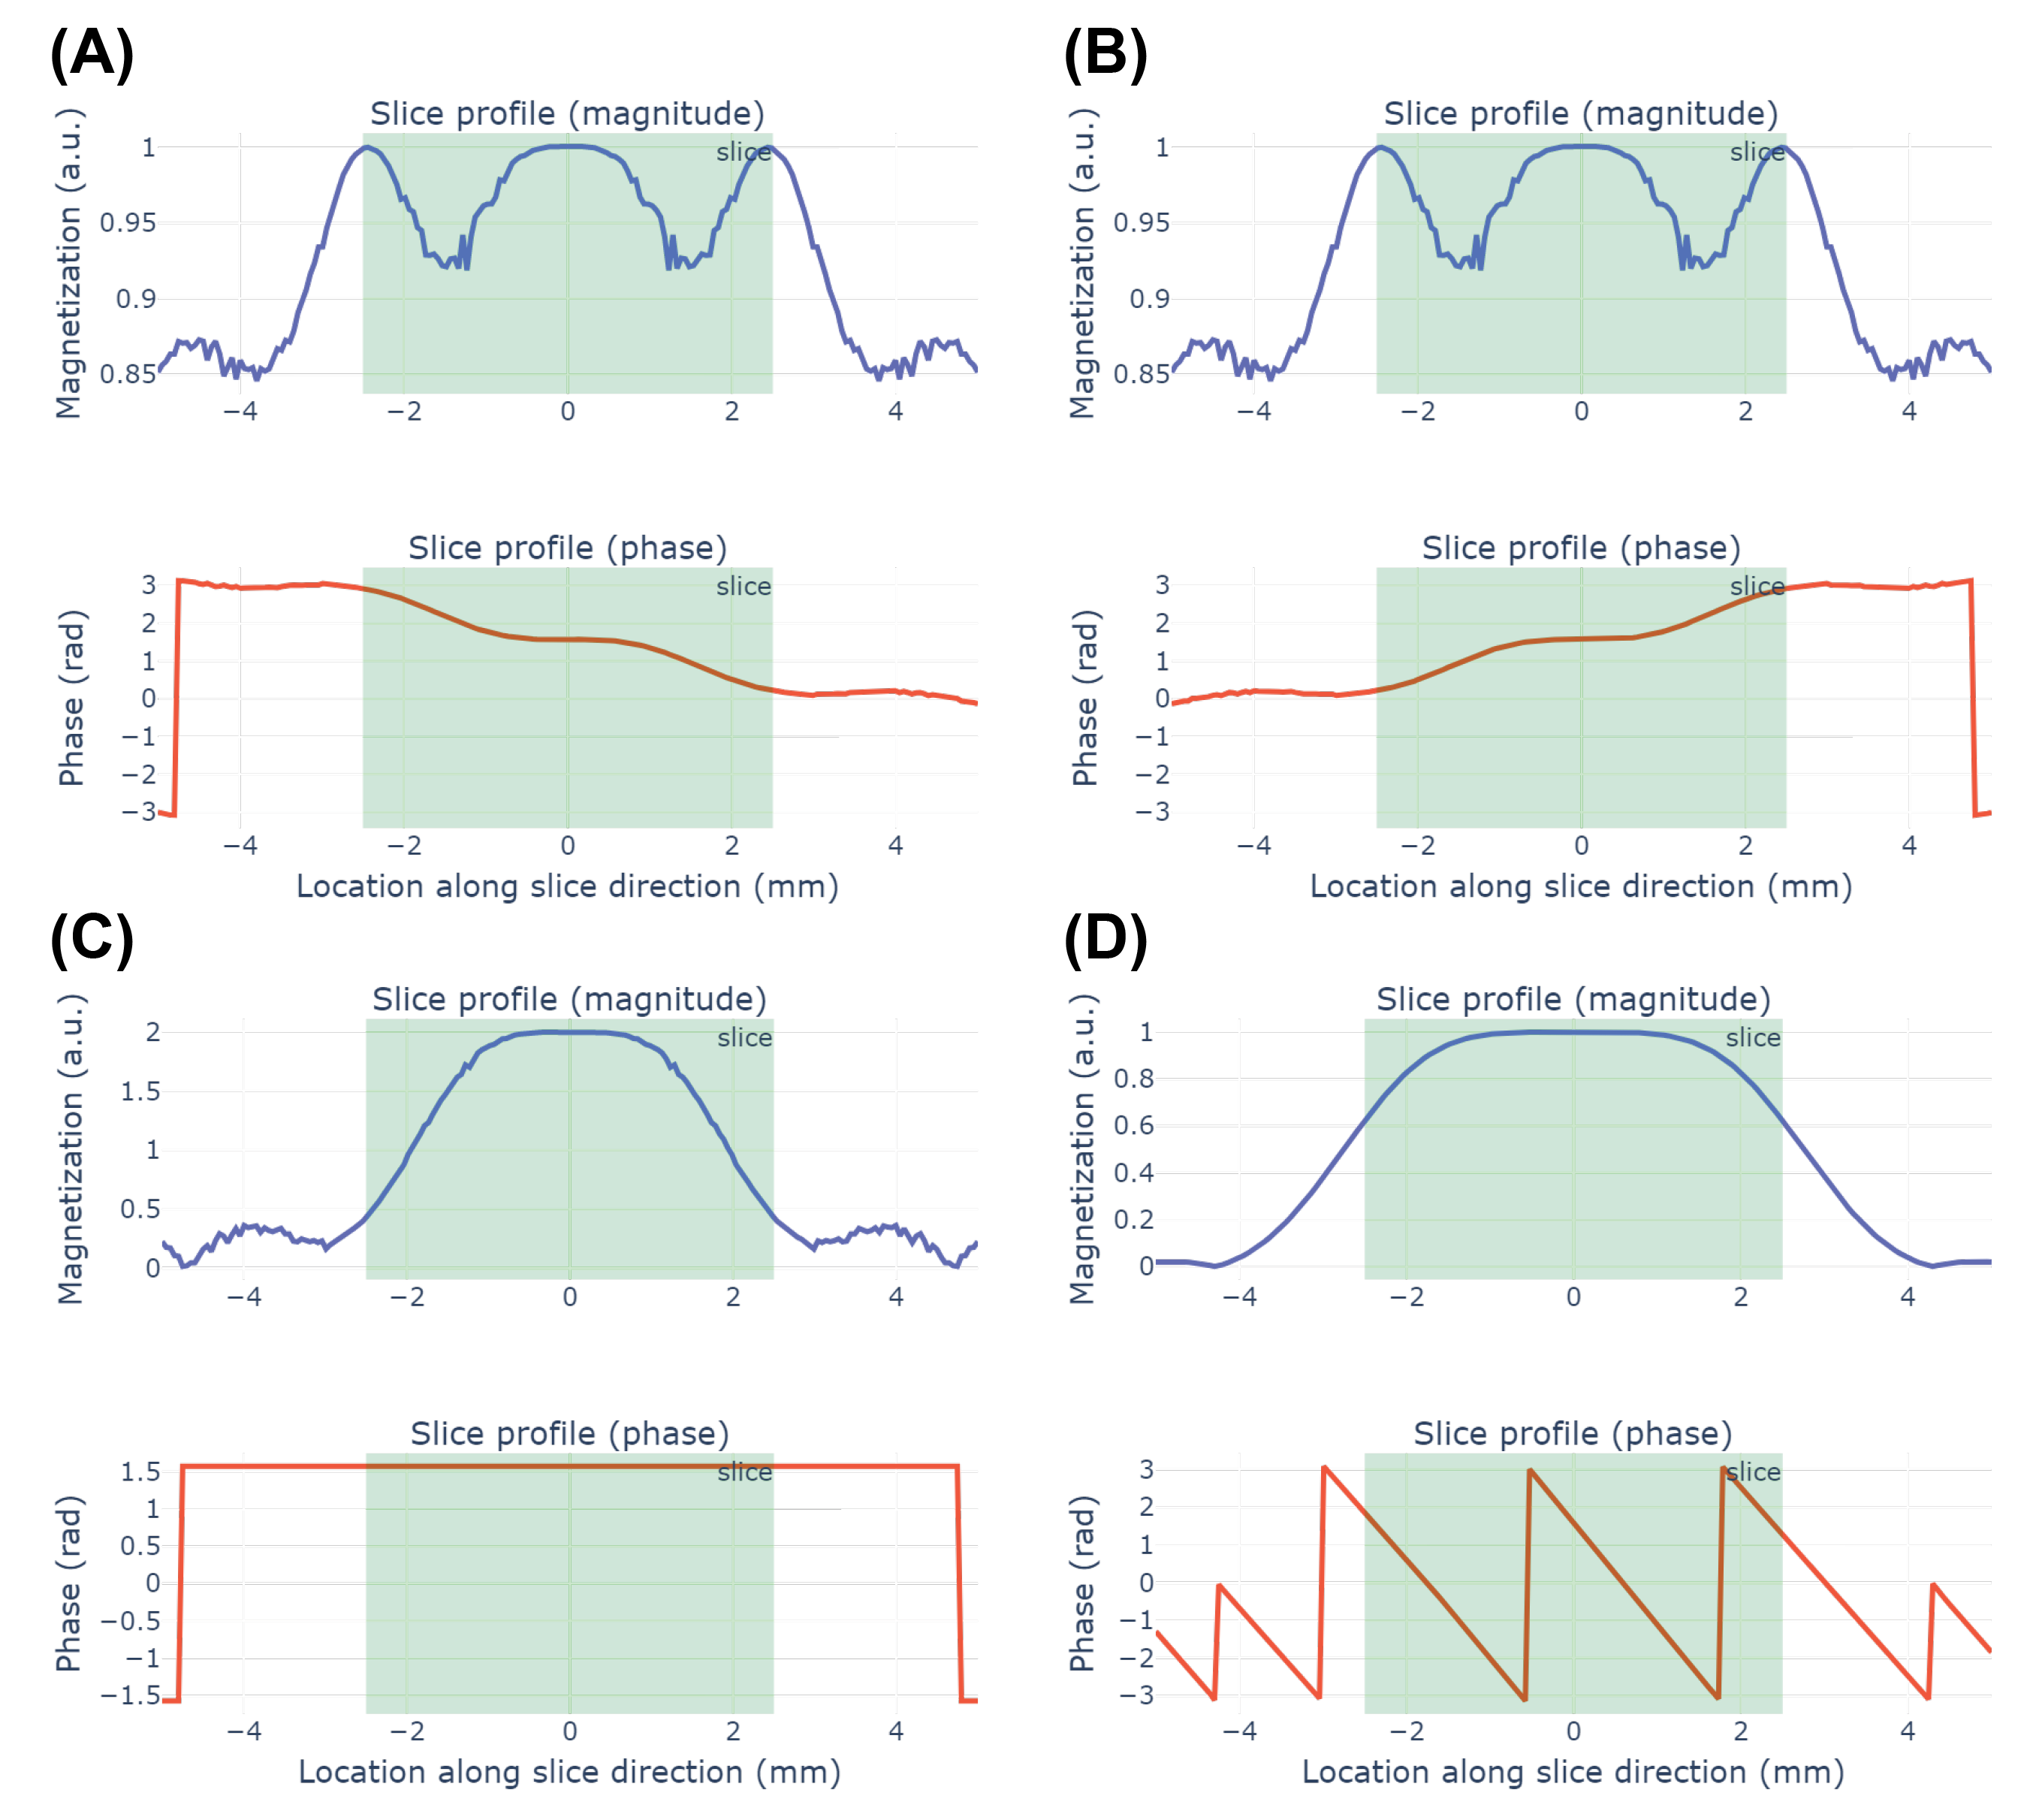 (A)
Slice profile (magnitude)
Magnetization (a.u.)
slice
1
0.95
0.9
0.85
−4 −2 0 2 4
Slice profile (phase)
Phase (rad)
slice
3
2
1
0
−1
−2
−3
−4 −2 0 2 4
Location along slice direction (mm)
(B)
Slice profile (magnitude)
Magnetization (a.u.)
slice
1
0.95
0.9
0.85
−4 −2 0 2 4
Slice profile (phase)
Phase (rad)
slice
3
2
1
0
−1
−2
−3
−4 −2 0 2 4
Location along slice direction (mm)
(C)
Slice profile (magnitude)
Magnetization (a.u.)
slice
2
1.5
1
0.5
0
−4 −2 0 2 4
Slice profile (phase)
Phase (rad)
slice
1.5
1
0.5
0
−0.5
−1
−1.5
−4 −2 0 2 4
Location along slice direction (mm)
(D)
Slice profile (magnitude)
Magnetization (a.u.)
slice
1
0.8
0.6
0.4
0.2
0
−4 −2 0 2 4
Slice profile (phase)
Phase (rad)
slice
3
2
1
0
−1
−2
−3
−4 −2 0 2 4
Location along slice direction (mm)